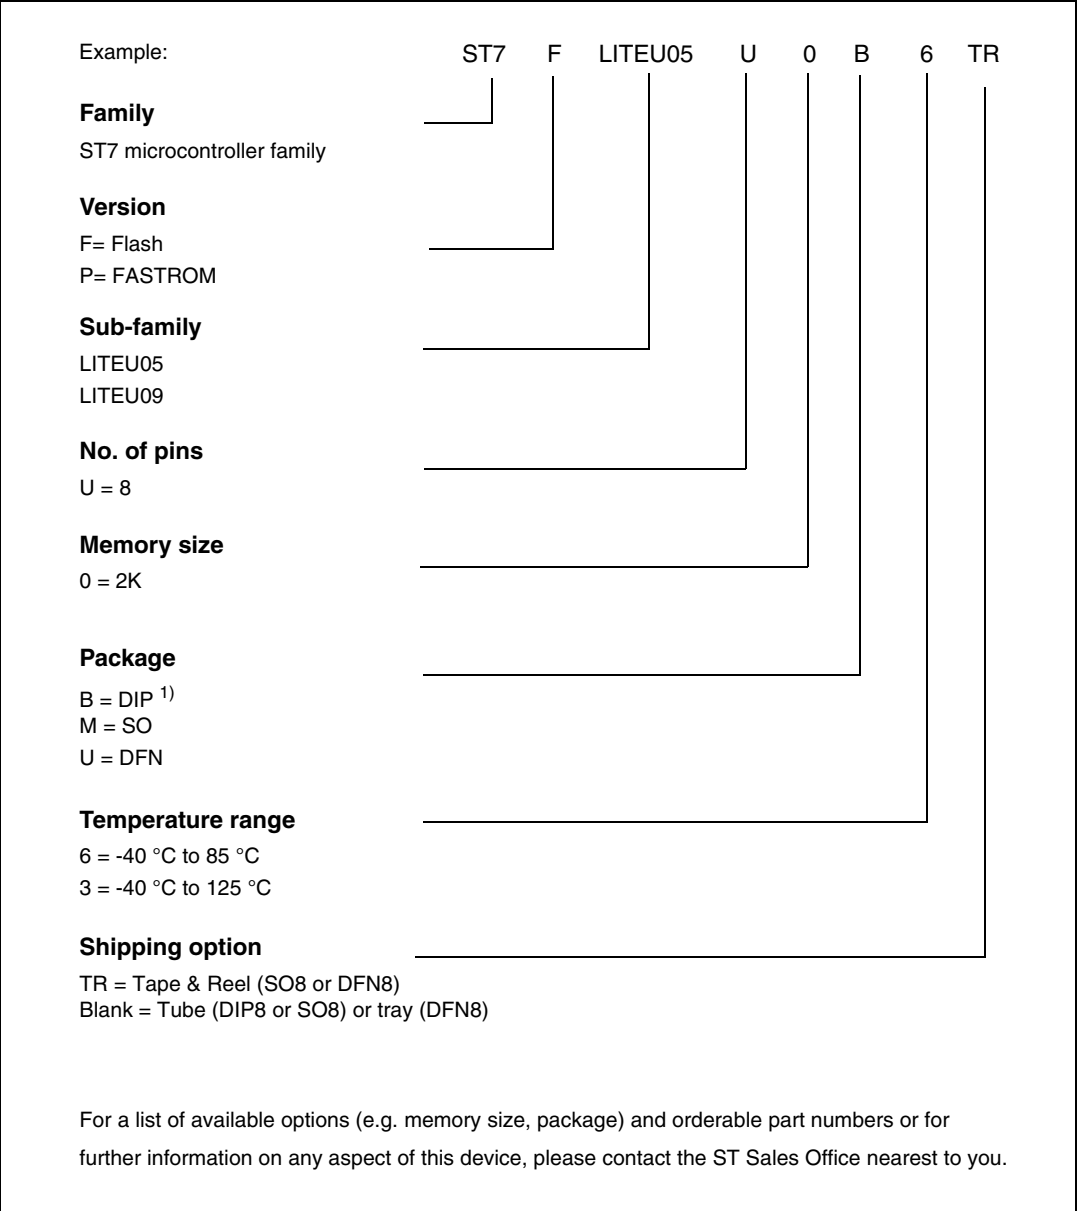 Example: ST7 F LITEU05 U 0 B 6 TR
Family
ST7 microcontroller family
Version
F= Flash
P= FASTROM
Sub-family
LITEU05
LITEU09
No. of pins
U = 8
Memory size
0 = 2K
Package
B = DIP 1)
M = SO
U = DFN
Temperature range
6 = -40 °C to 85 °C
3 = -40 °C to 125 °C
Shipping option
TR = Tape & Reel (SO8 or DFN8)
Blank = Tube (DIP8 or SO8) or tray (DFN8)
For a list of available options (e.g. memory size, package) and orderable part numbers or for
further information on any aspect of this device, please contact the ST Sales Office nearest to you.